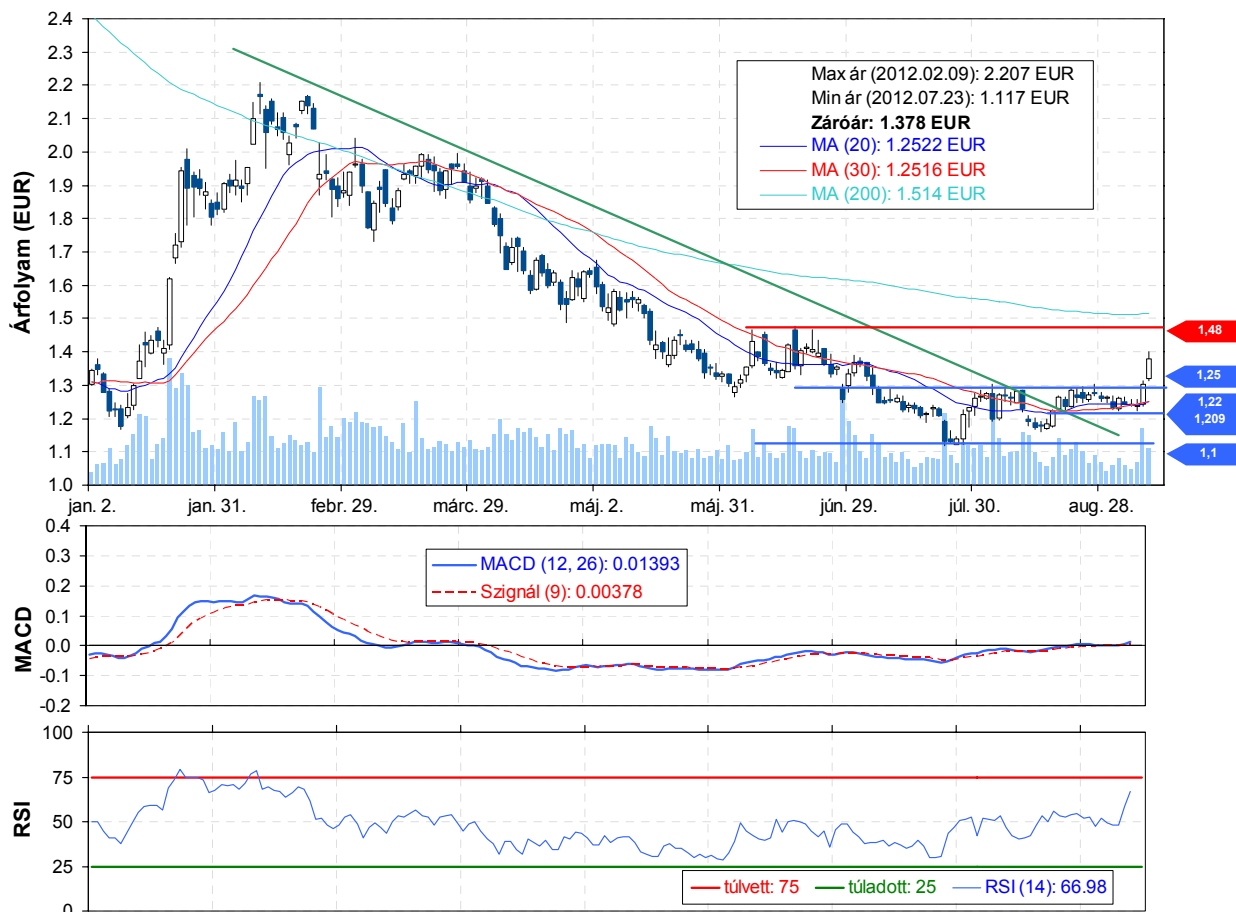 2.4
2.3
2.2
2.1
2.0
1.9
1.8
1.7
1.6
1.5
1.4
1.3
1.2
1.1
1.0
Árfolyam (EUR)
Max ár (2012.02.09): 2.207 EUR
Min ár (2012.07.23): 1.117 EUR
Záróár: 1.378 EUR
MA (20): 1.2522 EUR
MA (30): 1.2516 EUR
MA (200): 1.514 EUR
1,48
1,25
1,22
1,209
1,1
jan. 2. jan. 31. febr. 29. márc. 29. máj. 2. máj. 31. jún. 29. júl. 30. aug. 28.
0.4
0.3
0.2
0.1
0.0
-0.1
-0.2
MACD
MACD (12, 26): 0.01393
Szignál (9): 0.00378
100
75
50
25
0
RSI
túlvett: 75 túladott: 25 RSI (14): 66.98